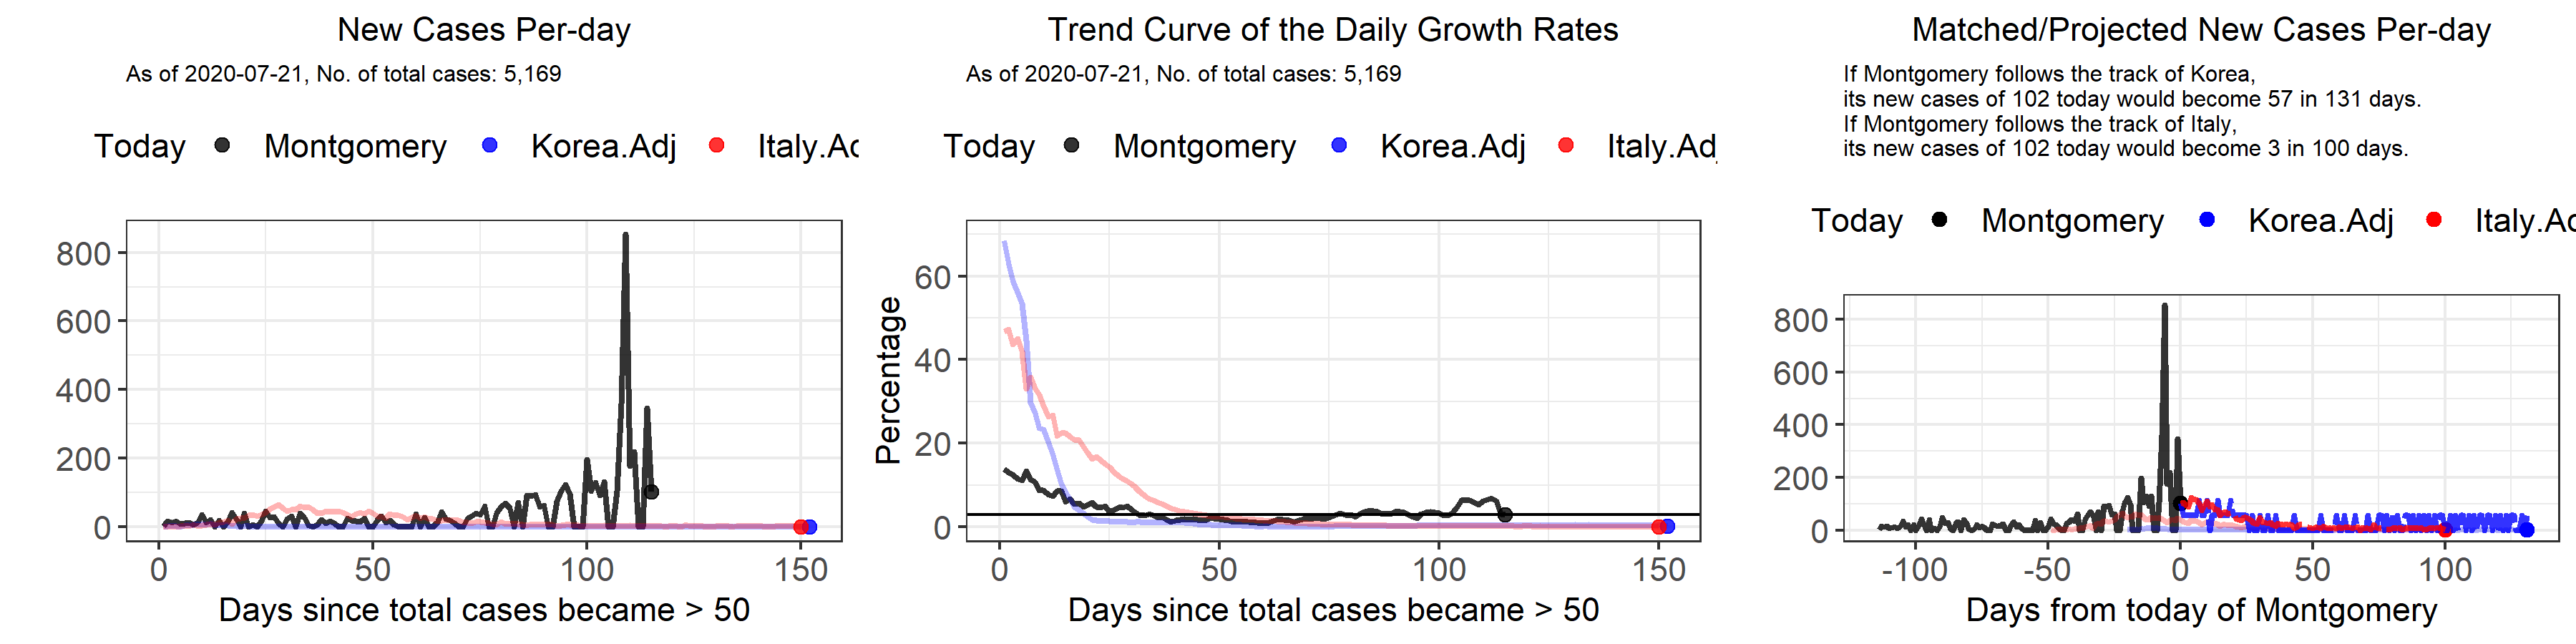 New Cases Per-day
As of 2020-07-21, No. of total cases: 5,169
Today Montgomery Korea.Adj Italy.Ac
800
600
400
200
0
0 50 100 150
Days since total cases became > 50
Trend Curve of the Daily Growth Rates
As of 2020-07-21, No. of total cases: 5,169
Today Montgomery Korea.Adj Italy.Adj
Percentage
60
40
20
0
0 50 100 150
Days since total cases became > 50
Matched/Projected New Cases Per-day
If Montgomery follows the track of Korea,
its new cases of 102 today would become 57 in 131 days.
If Montgomery follows the track of Italy,
its new cases of 102 today would become 3 in 100 days.
Today Montgomery Korea.Adj Italy.Ac
800
600
400
200
0
-100 -50 0 50 100
Days from today of Montgomery